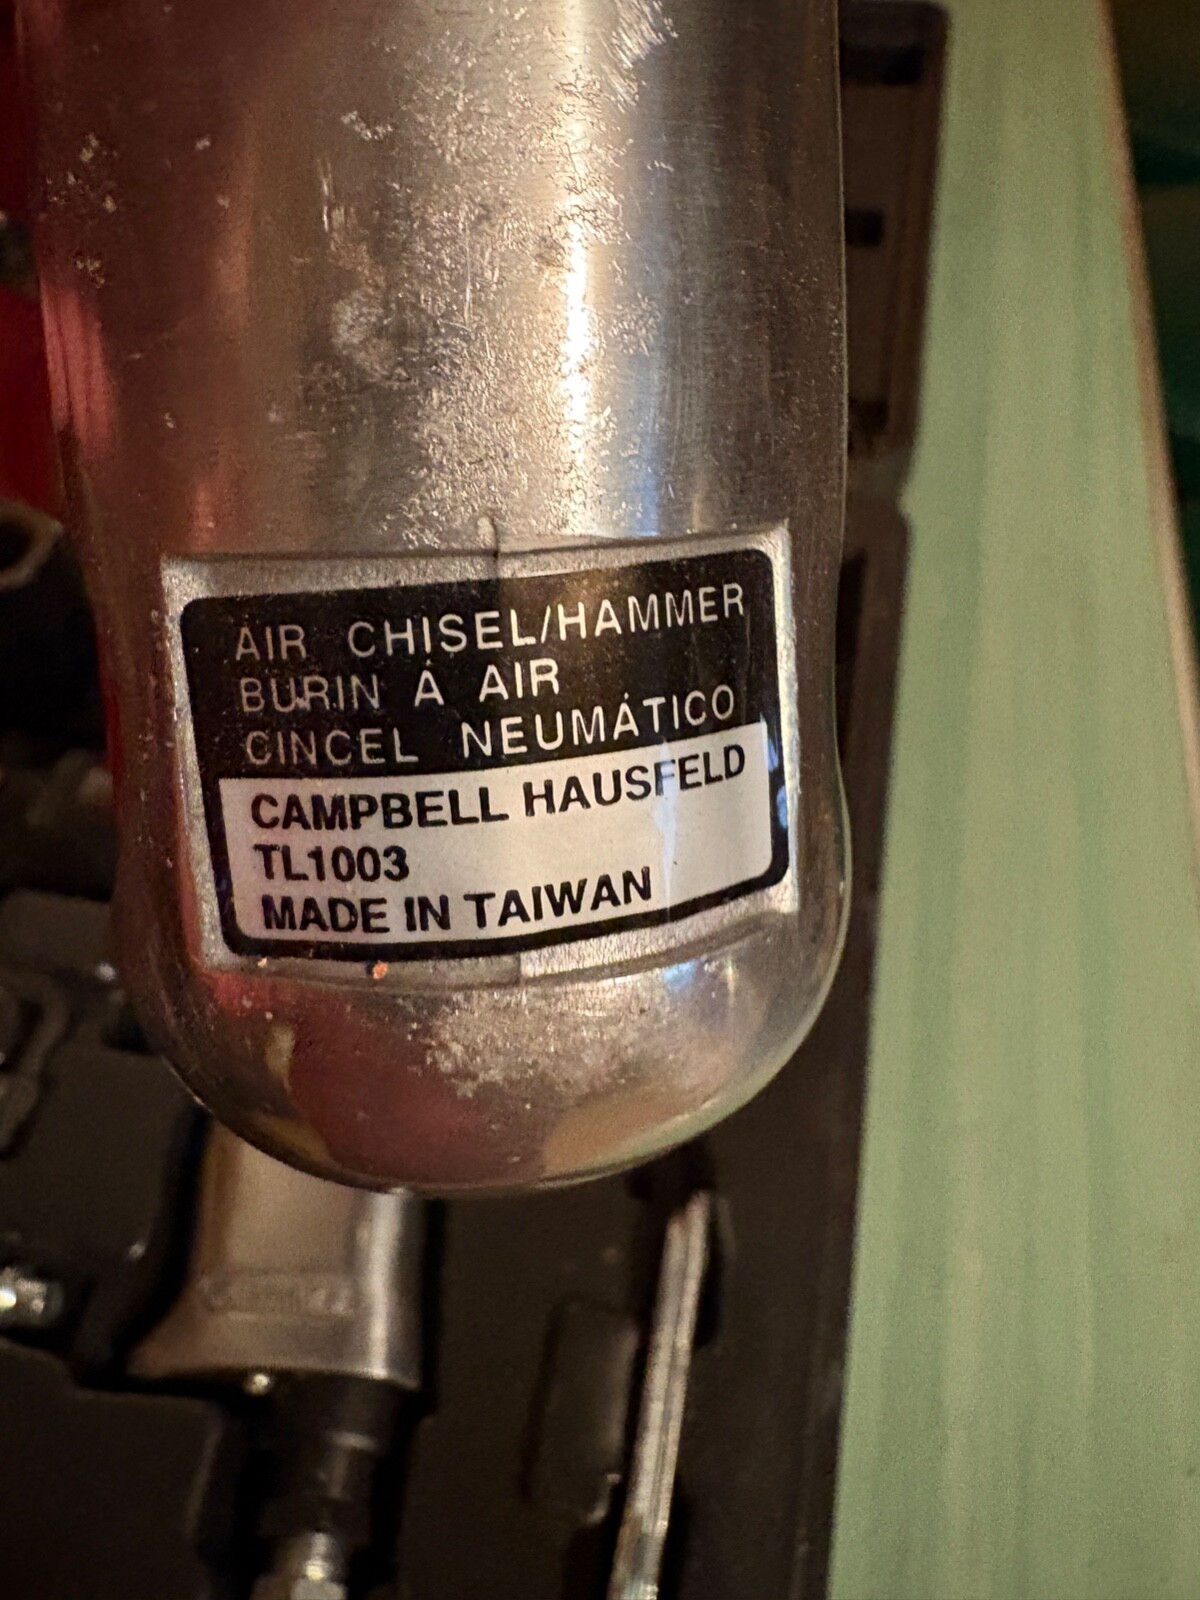 AIR CHISEL/HAMMER
BURIN À AIR
CINCEL NEUMÁTICO
CAMPBELL HAUSFELD
TL1003
MADE IN TAIWAN